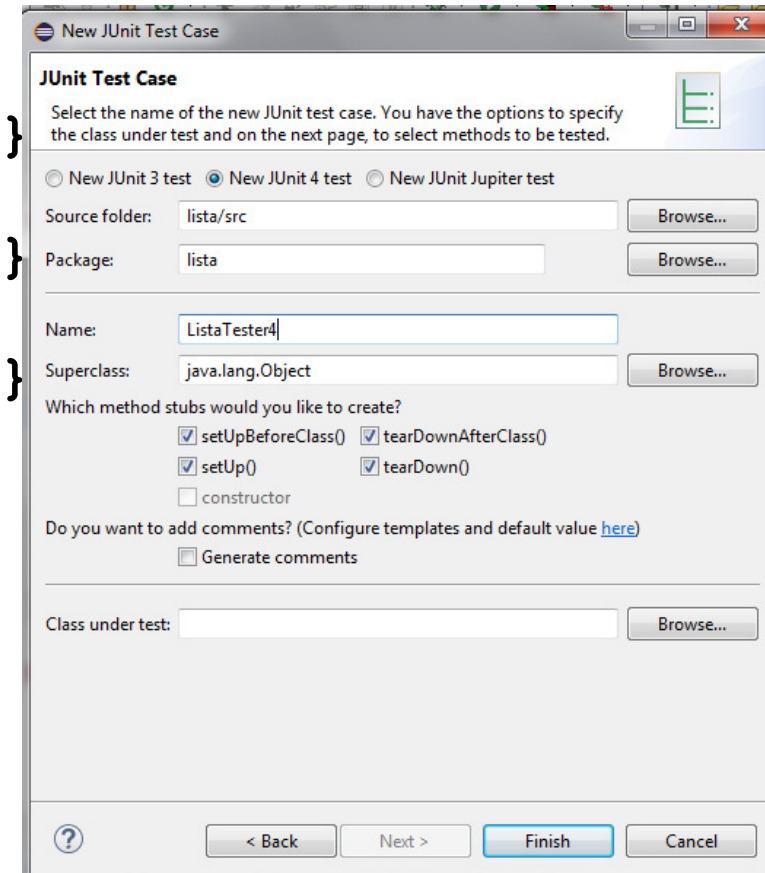 New JUnit Test Case
JUnit Test Case
Select the name of the new JUnit test case. You have the options to specify
the class under test and on the next page, to select methods to be tested.
}
New JUnit 3 test New JUnit 4 test New JUnit Jupiter test
Source folder: lista/src Browse...
} Package: lista Browse...
Name: ListaTester4
} Superclass: java.lang.Object Browse...
Which method stubs would you like to create?
setUpBeforeClass() tearDownAfterClass()
setUp() tearDown()
constructor
Do you want to add comments? (Configure templates and default value here)
Generate comments
Class under test: Browse...
? < Back Next > Finish Cancel